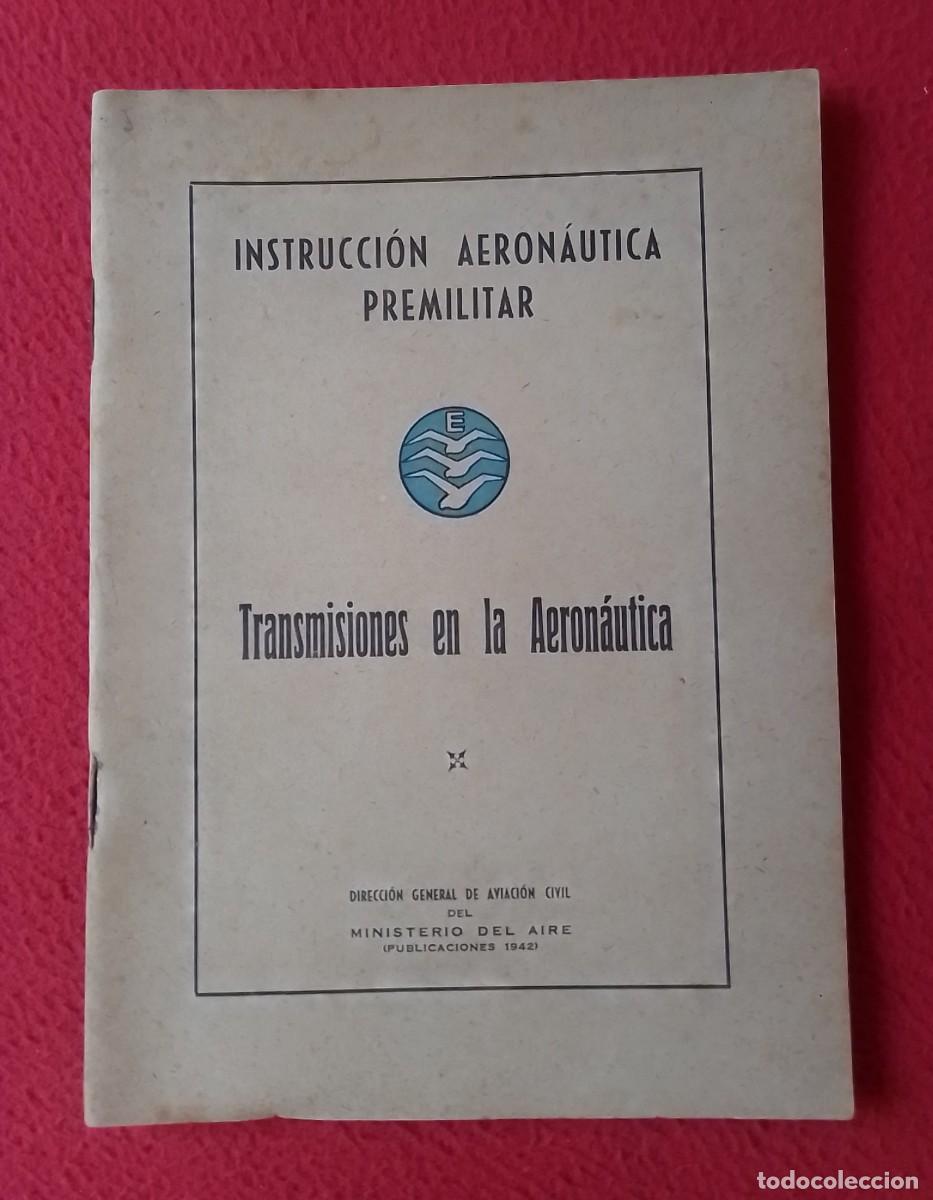 INSTRUCCIÓN AERONÁUTICA
PREMILITAR
E
Transmisiones en la Aeronáutica
DIRECCIÓN GENERAL DE AVIACIÓN CIVIL
DEL
MINISTERIO DEL AIRE
(PUBLICACIONES 1942)
todocoleccion